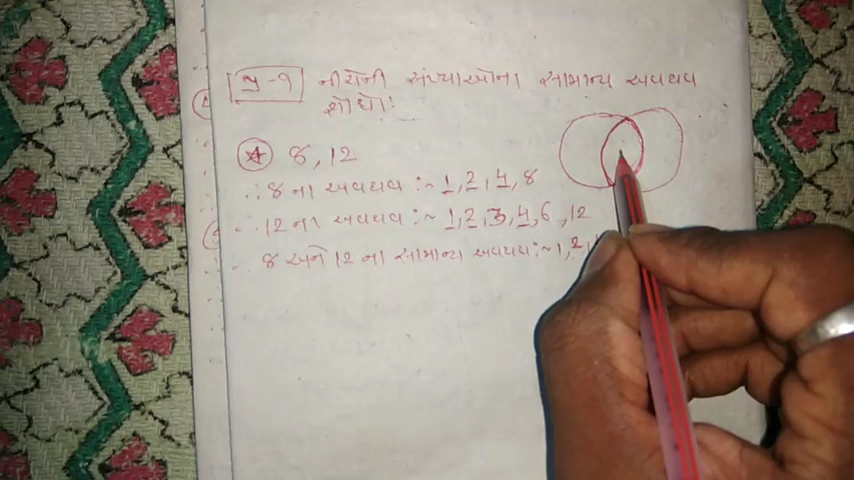 પ્ર-૧ નીચેની સંખ્યાઓના સામાન્ય અવયવ
શોધો:
8, 12
∴ 8 ના અવયવ :~ 1, 2, 4, 8
∴ 12 ના અવયવ :~ 1, 2, 3, 4, 6, 12
8 અને 12 ના સામાન્ય અવયવ :~ 1, 2,